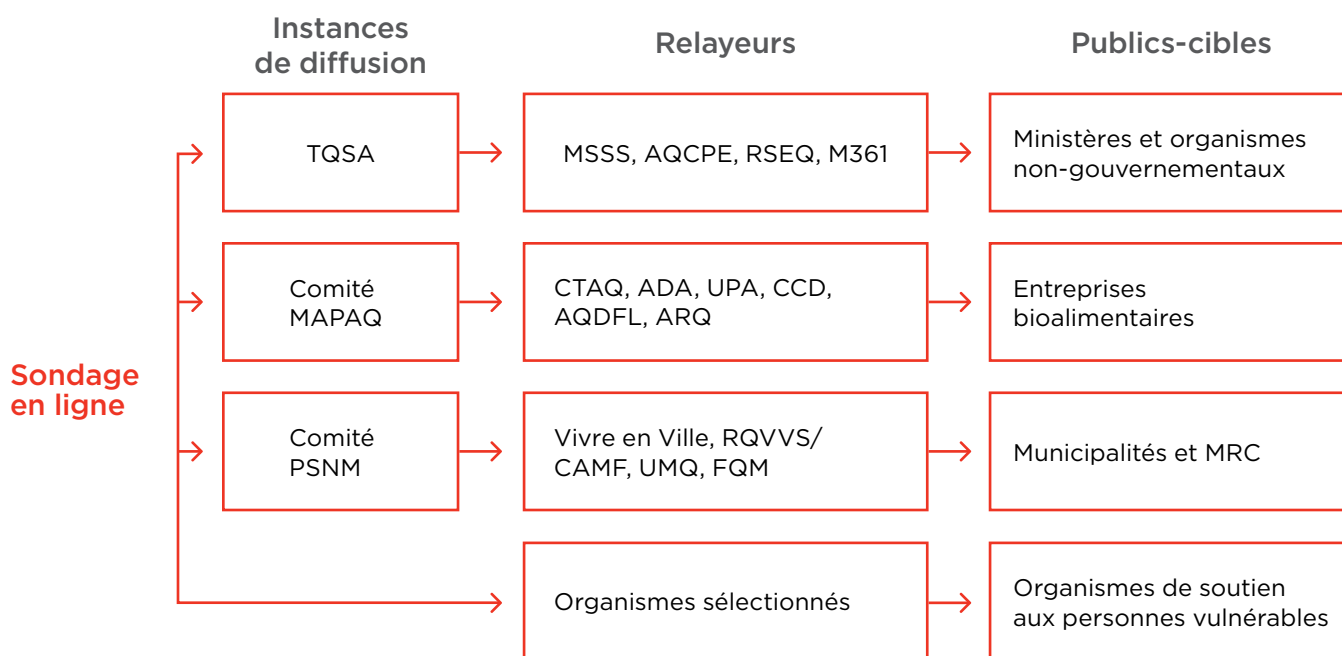 Instances
de diffusion
Relayeurs
Publics-cibles
TQSA
MSSS, AQCPE, RSEQ, M361
Ministères et organismes
non-gouvernementaux
Comité
MAPAQ
CTAQ, ADA, UPA, CCD,
AQDFL, ARQ
Entreprises
bioalimentaires
Sondage
en ligne
Comité
PSNM
Vivre en Ville, RQVVS/
CAMF, UMQ, FQM
Municipalités et MRC
Organismes sélectionnés
Organismes de soutien
aux personnes vulnérables